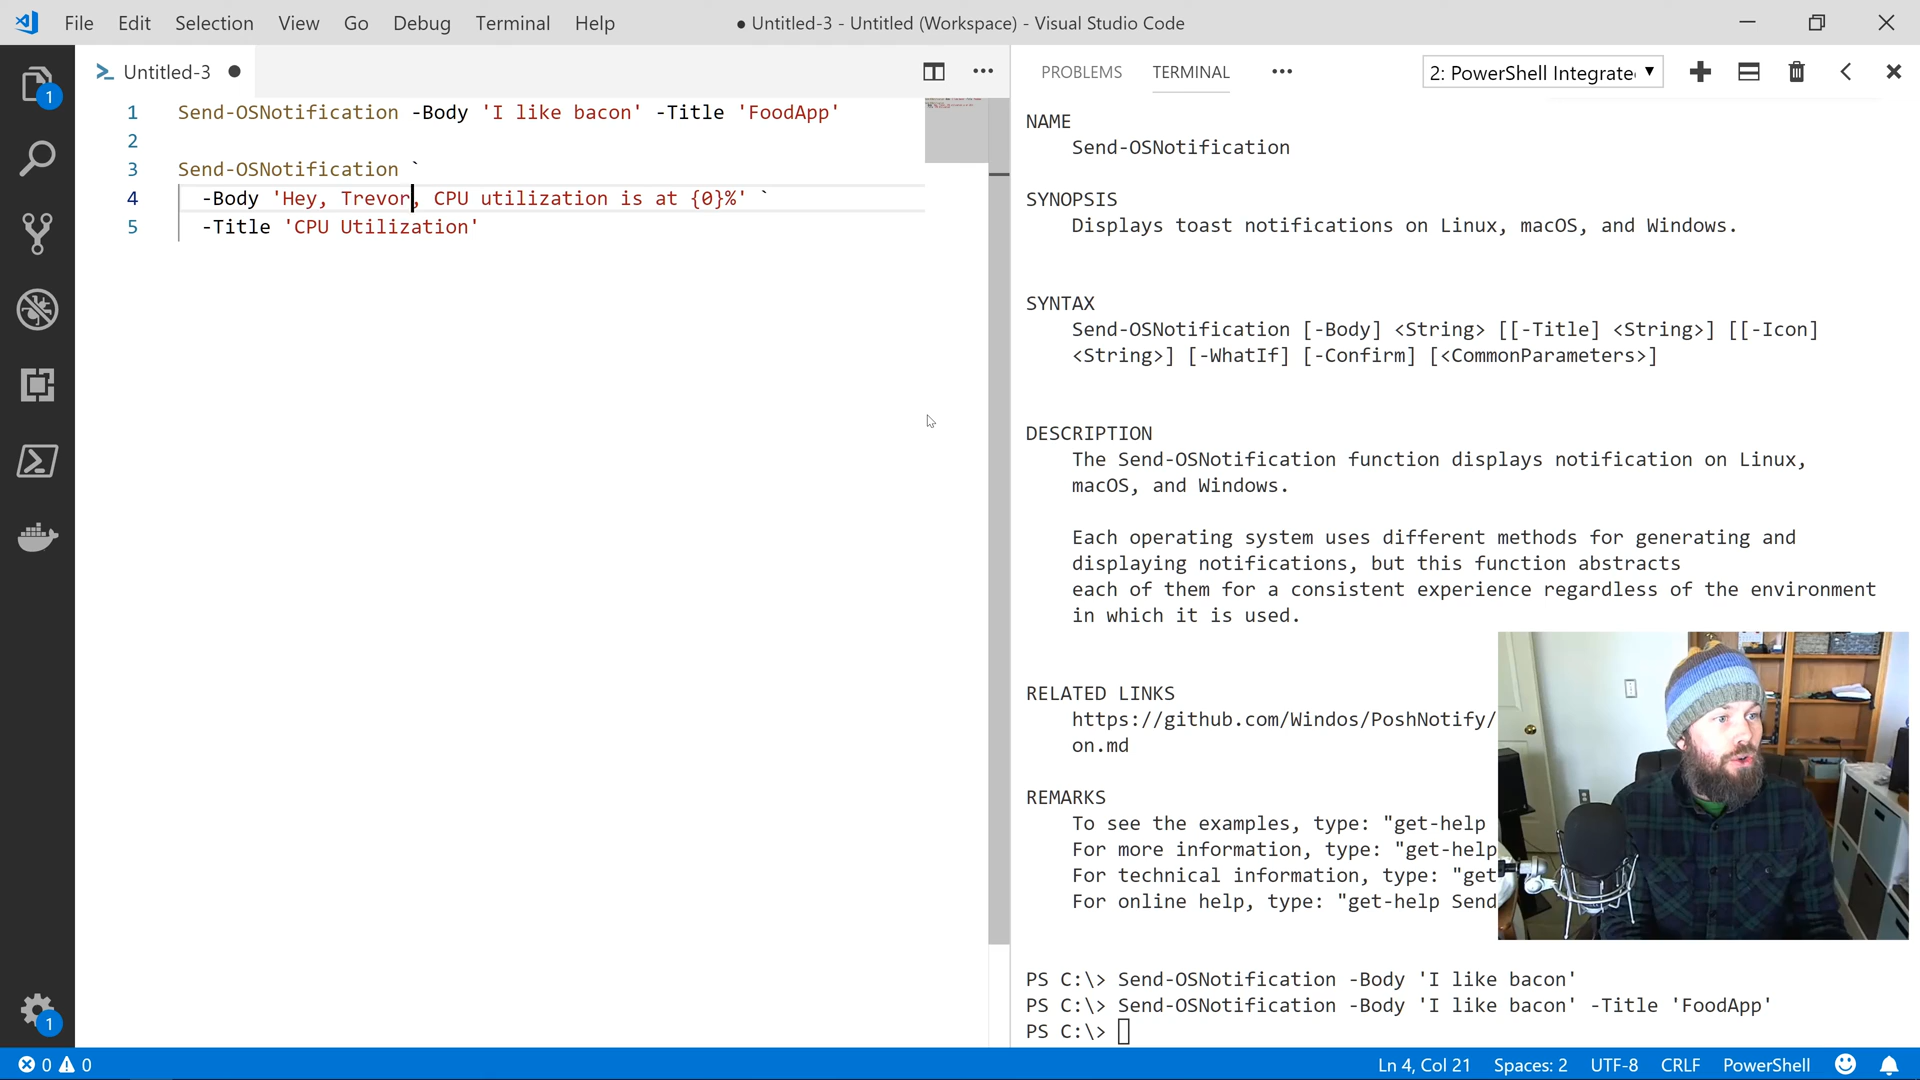 File Edit Selection View Go Debug Terminal Help
● Untitled-3 - Untitled (Workspace) - Visual Studio Code
Untitled-3
1 Send-OSNotification -Body 'I like bacon' -Title 'FoodApp'
2
3 Send-OSNotification `
4 -Body 'Hey, Trevor, CPU utilization is at {0}%' `
5 -Title 'CPU Utilization'
PROBLEMS TERMINAL ••• 2: PowerShell Integrate
NAME
Send-OSNotification
SYNOPSIS
Displays toast notifications on Linux, macOS, and Windows.
SYNTAX
Send-OSNotification [-Body] <String> [[-Title] <String>] [[-Icon]
<String>] [-WhatIf] [-Confirm] [<CommonParameters>]
DESCRIPTION
The Send-OSNotification function displays notification on Linux,
macOS, and Windows.
Each operating system uses different methods for generating and
displaying notifications, but this function abstracts
each of them for a consistent experience regardless of the environment
in which it is used.
RELATED LINKS
https://github.com/Windos/PoshNotify/
on.md
REMARKS
To see the examples, type: "get-help
For more information, type: "get-help
For technical information, type: "get
For online help, type: "get-help Send
PS C:\> Send-OSNotification -Body 'I like bacon'
PS C:\> Send-OSNotification -Body 'I like bacon' -Title 'FoodApp'
PS C:\>
1
1
0 0
Ln 4, Col 21 Spaces: 2 UTF-8 CRLF PowerShell